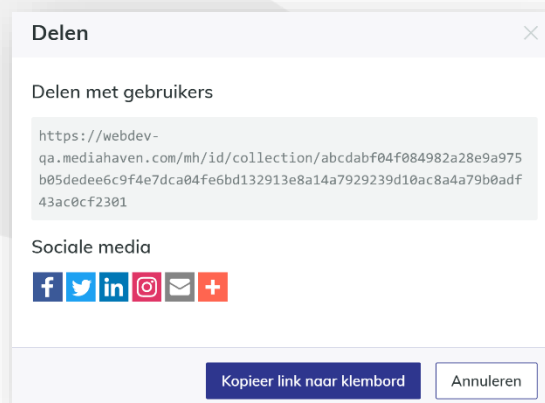 Delen
Delen met gebruikers
https://webdev-
qa.mediahaven.com/mh/id/collection/abcdabf04f084982a28e9a975
b05dedee6c9f4e7dca04fe6bd132913e8a14a7929239d10ac8a4a79b0adf
43ac0cf2301
Sociale media
Kopieer link naar klembord
Annuleren